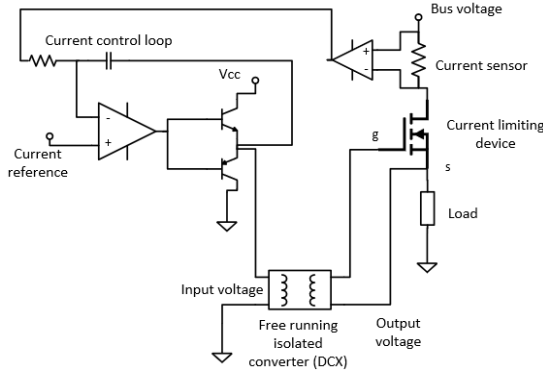 Bus voltage
Current control loop
+
-
Current sensor
Vcc
-
+
Current
reference
g
Current limiting
device
s
Load
Input voltage
Free running
isolated
converter (DCX)
Output
voltage